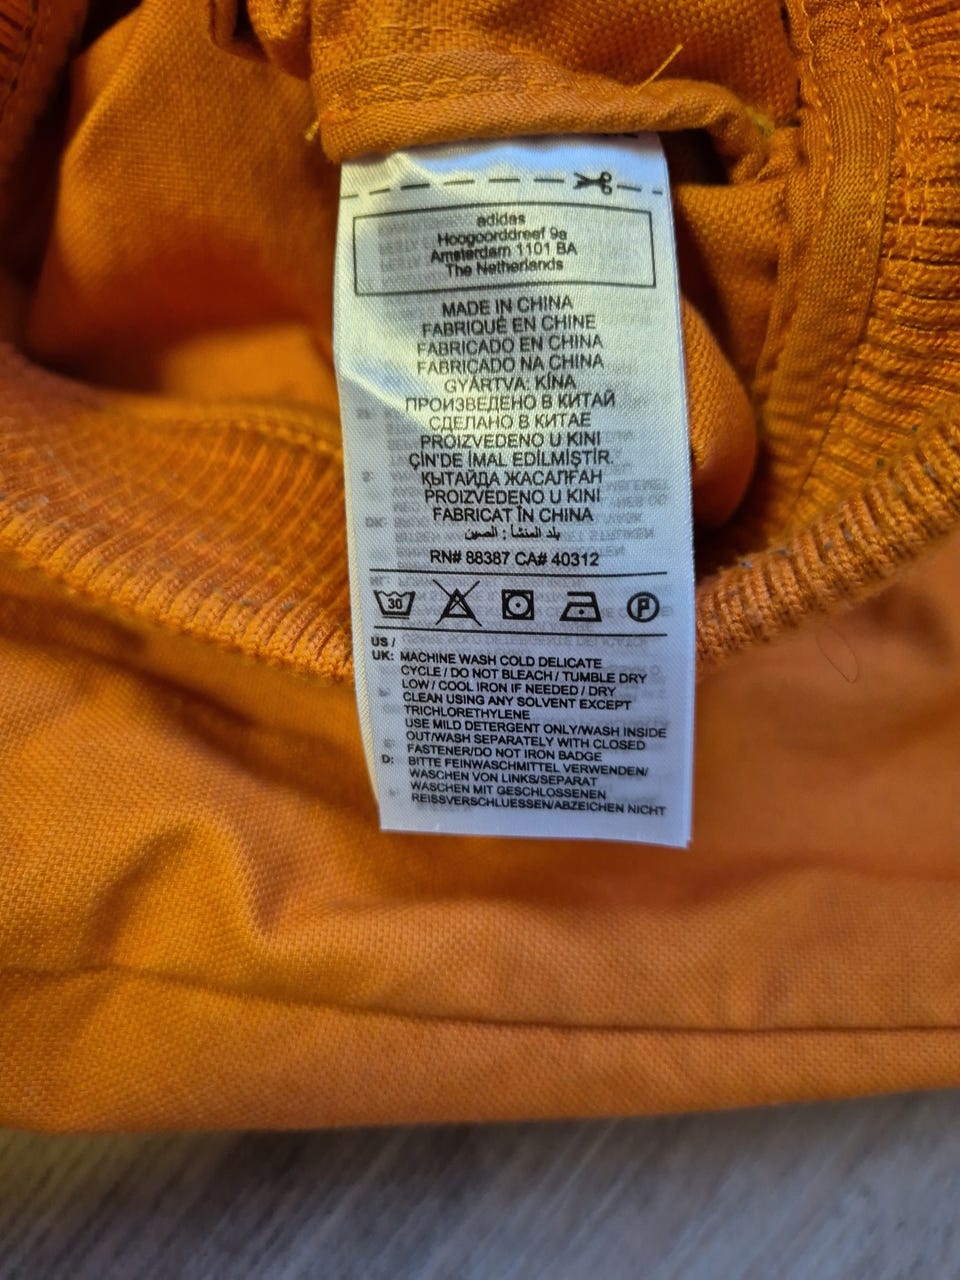 adidas
Hoogoorddreef 9a
Amsterdam 1101 BA
The Netherlands
MADE IN CHINA
FABRIQUÉ EN CHINE
FABRICADO EN CHINA
FABRICADO NA CHINA
GYÁRTVA: KÍNA
ПРОИЗВЕДЕНО В КИТАЙ
СДЕЛАНО В КИТАЕ
PROIZVEDENO U KINI
ÇİN'DE İMAL EDİLMİŞTİR.
ҚЫТАЙДА ЖАСАЛҒАН
PROIZVEDENO U KINI
FABRICAT ÎN CHINA
بلد المنشأ : الصين
RN# 88387 CA# 40312
30 P
US /
UK: MACHINE WASH COLD DELICATE
CYCLE / DO NOT BLEACH / TUMBLE DRY
LOW / COOL IRON IF NEEDED / DRY
CLEAN USING ANY SOLVENT EXCEPT
TRICHLORETHYLENE
USE MILD DETERGENT ONLY/WASH INSIDE
OUT/WASH SEPARATELY WITH CLOSED
FASTENER/DO NOT IRON BADGE
D: BITTE FEINWASCHMITTEL VERWENDEN/
WASCHEN VON LINKS/SEPARAT
WASCHEN MIT GESCHLOSSENEN
REISSVERSCHLUESSEN/ABZEICHEN NICHT